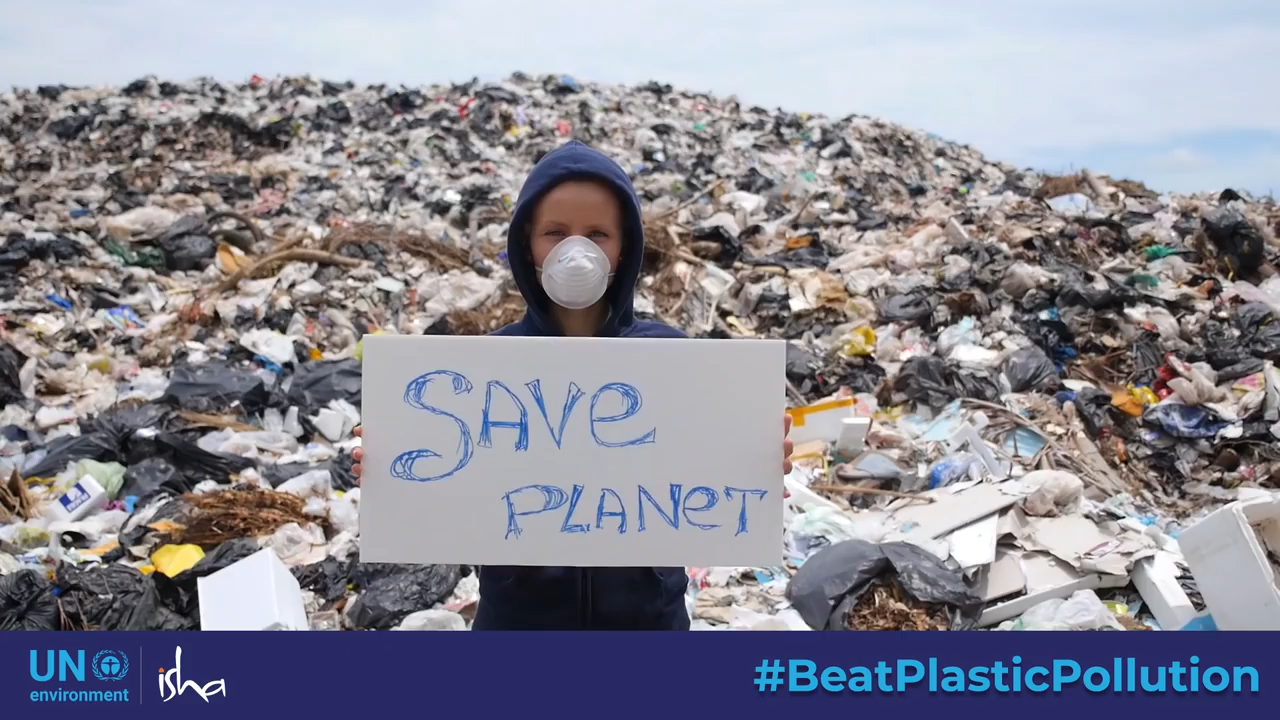 SAVE
PLANET
UN
environment
isha
#BeatPlasticPollution